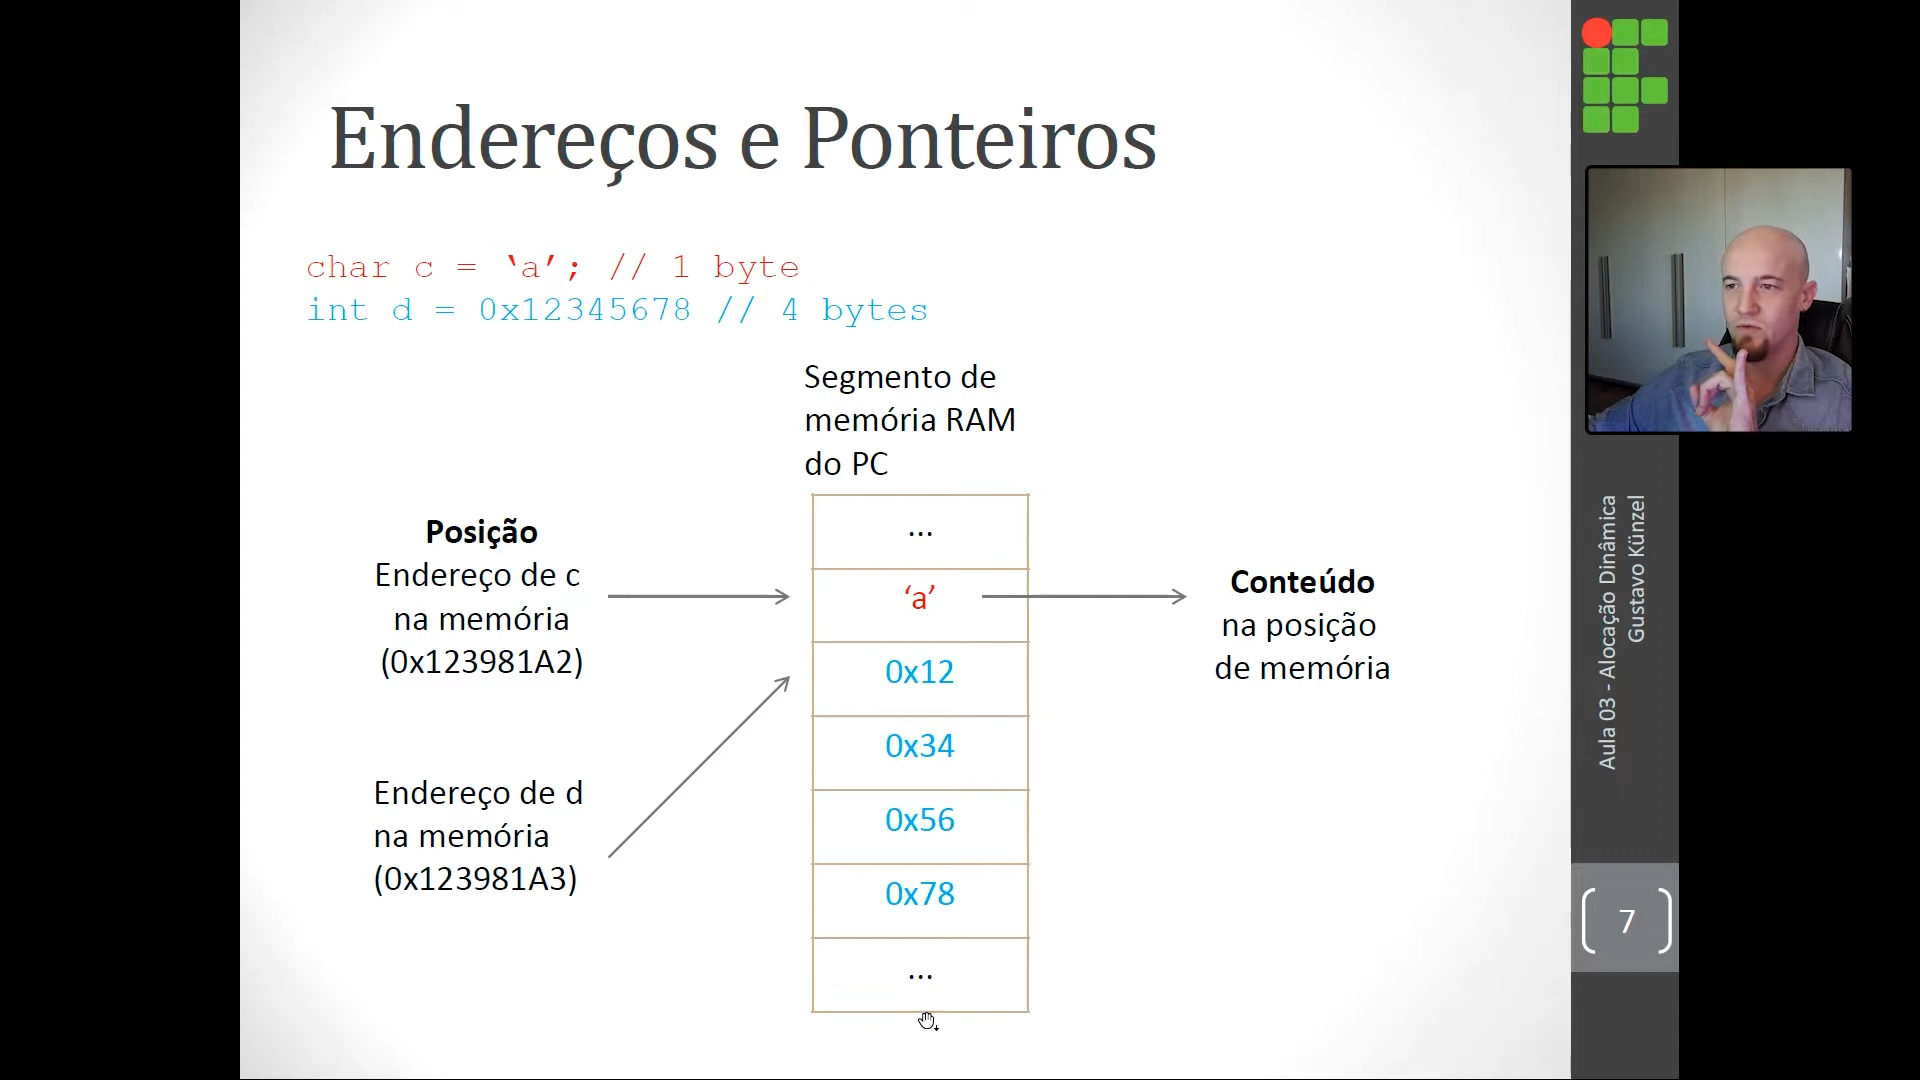 Endereços e Ponteiros
char c = ‘a’; // 1 byte
int d = 0x12345678 // 4 bytes
Segmento de
memória RAM
do PC
Posição
Endereço de c
na memória
(0x123981A2)
Endereço de d
na memória
(0x123981A3)
...
‘a’
0x12
0x34
0x56
0x78
...
Conteúdo
na posição
de memória
Aula 03 - Alocação Dinâmica
Gustavo Künzel
7